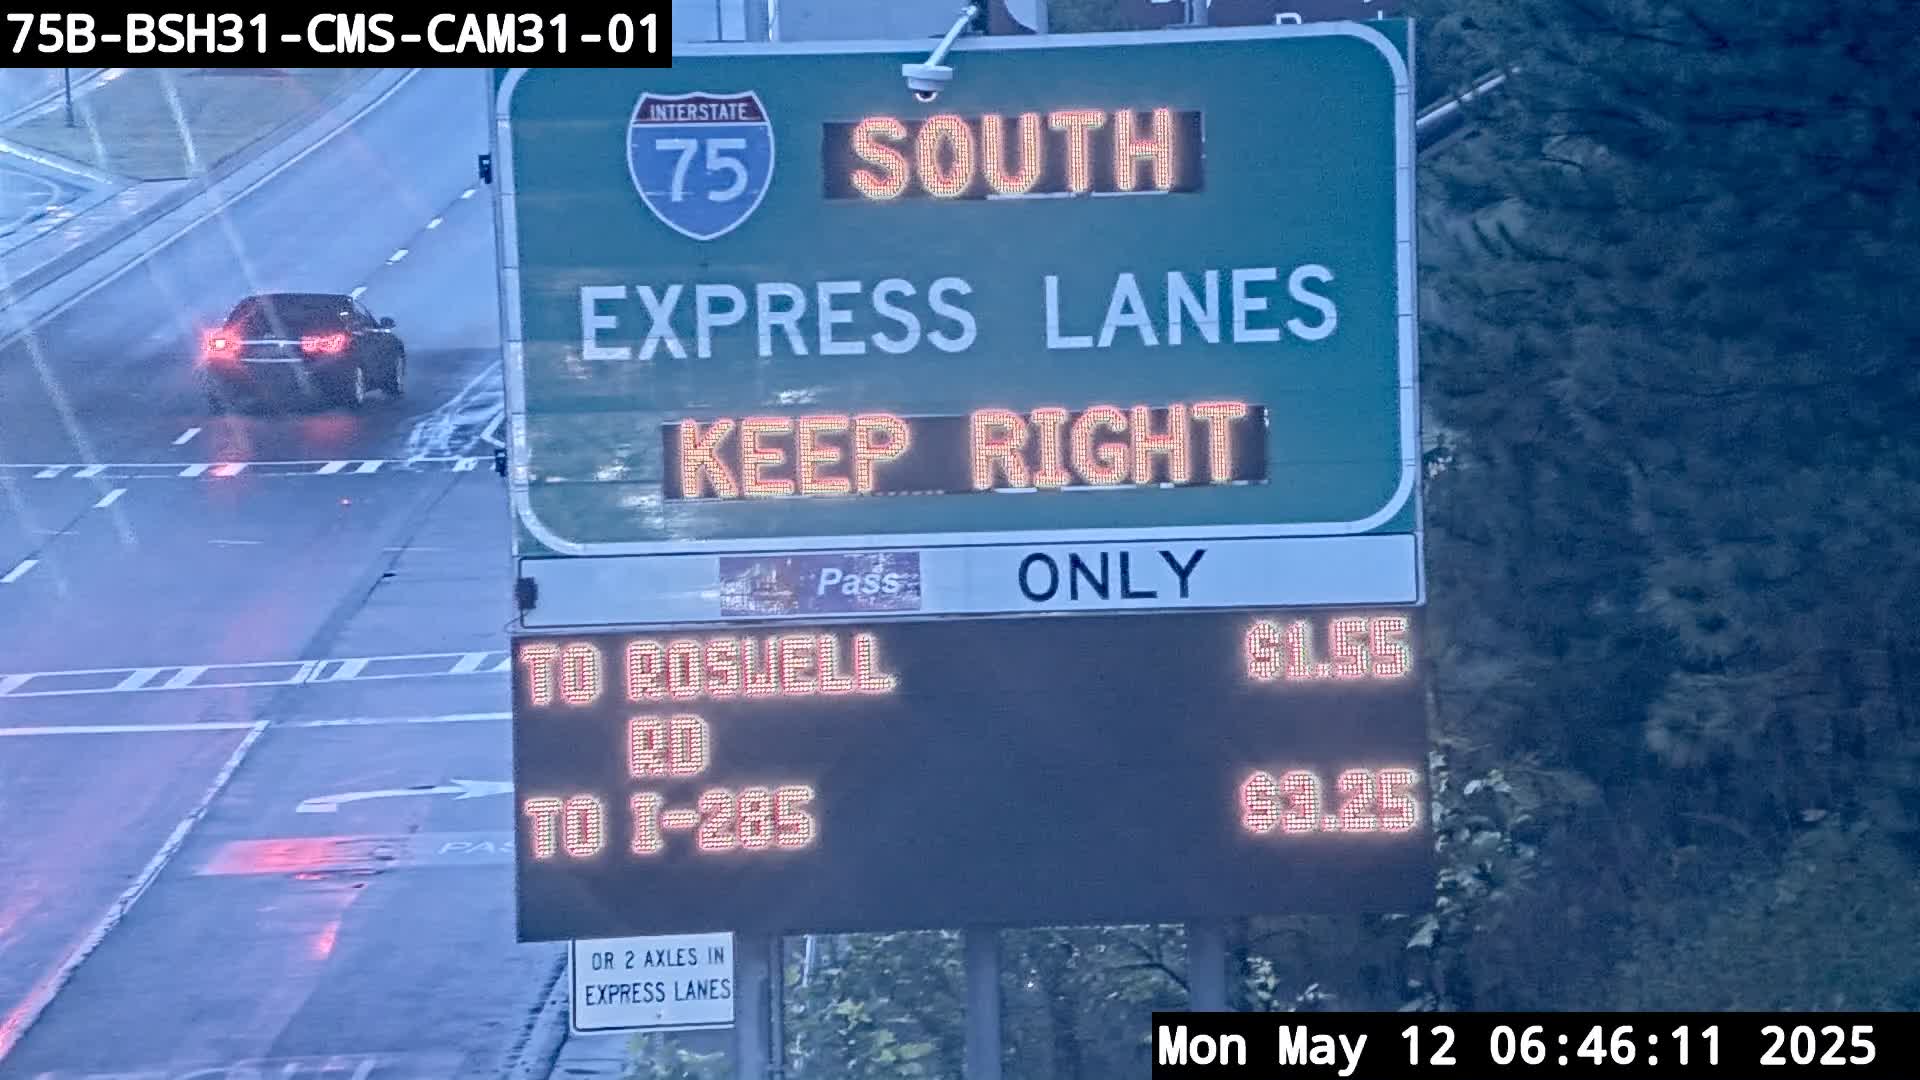 75B-BSH31-CMS-CAM31-01
INTERSTATE
75
SOUTH
EXPRESS LANES
KEEP RIGHT
Pass ONLY
TO ROSWELL $1.55
RD
TO I-285 $3.25
OR 2 AXLES IN
EXPRESS LANES
Mon May 12 06:46:11 2025